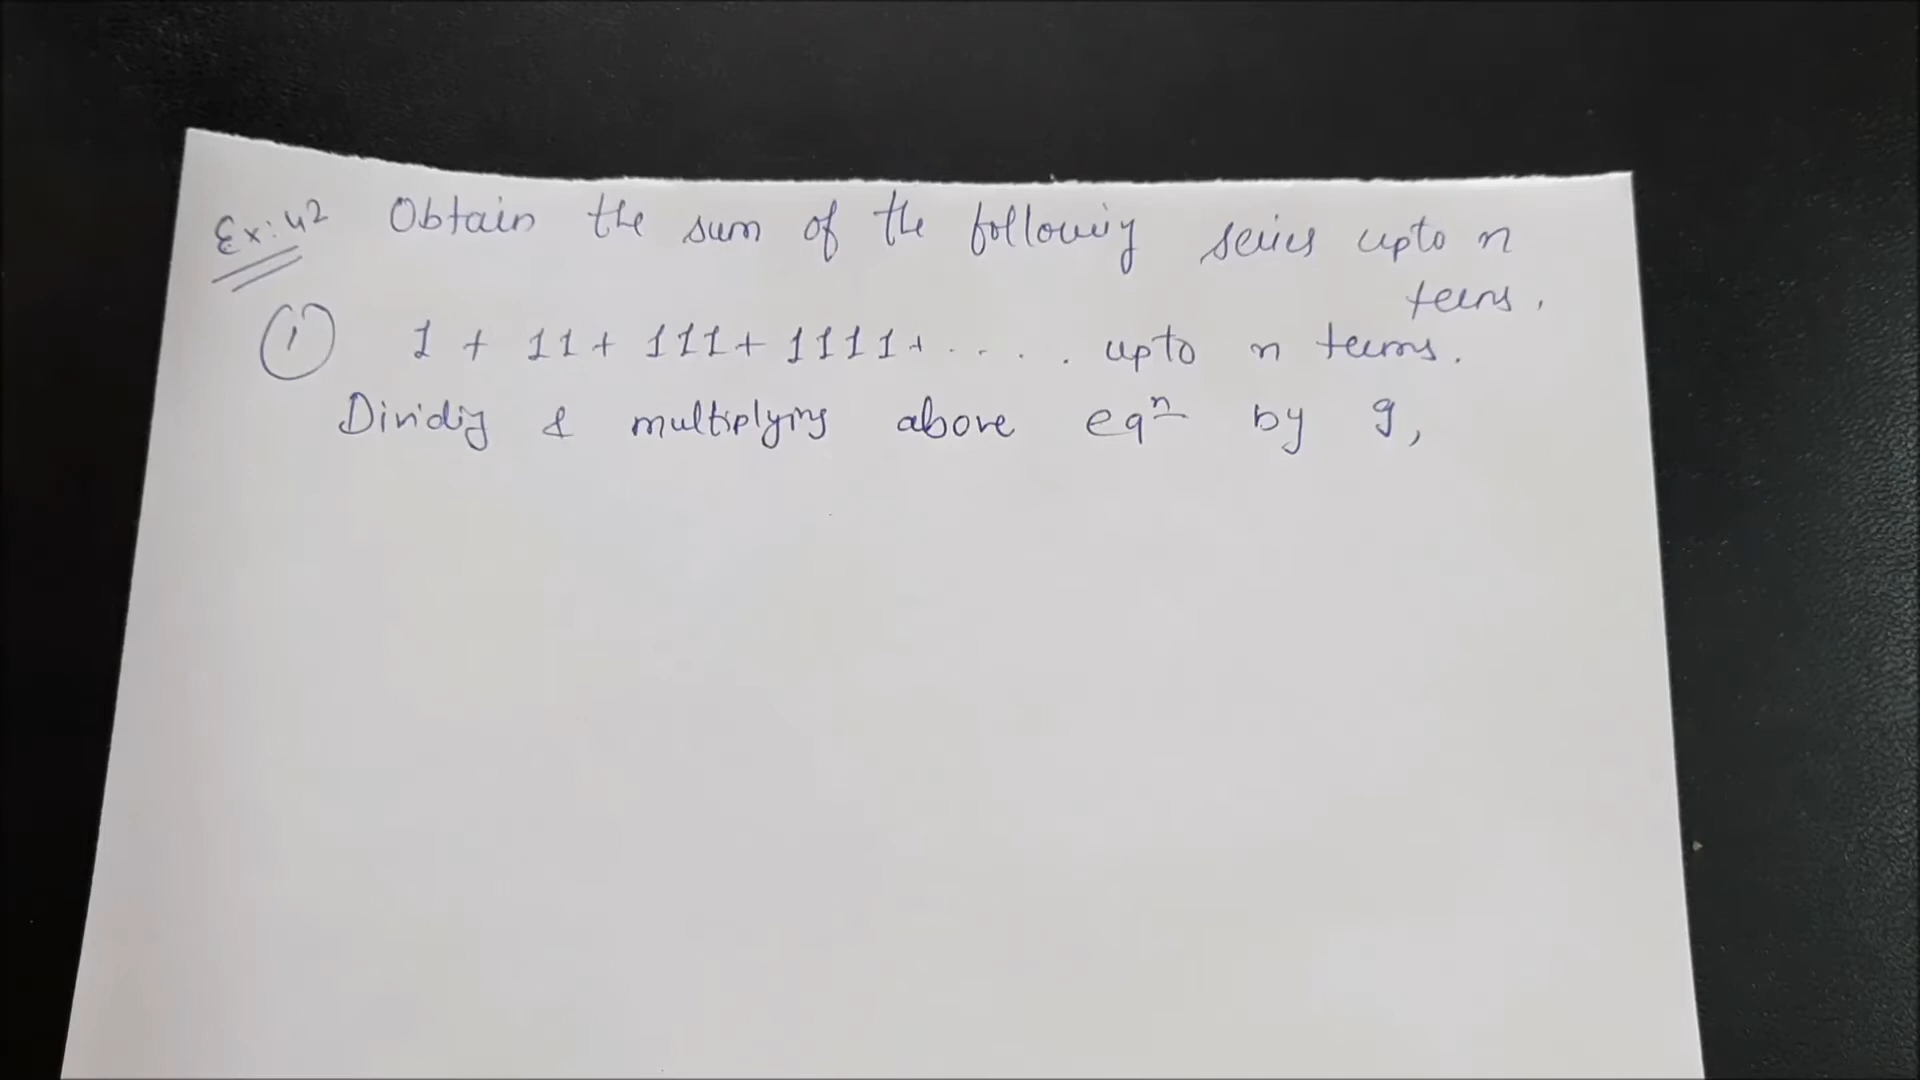 Ex: 42 Obtain the sum of the following series upto n
terms.
① 1 + 11 + 111 + 1111 + ..... upto n terms.
Dividing & multiplying above eqⁿ by 9,